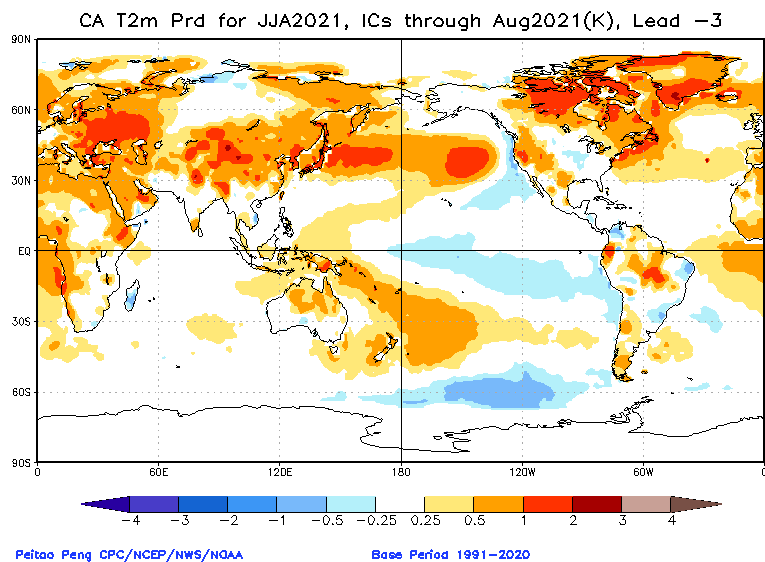 CA T2m Prd for JJA2021, ICs through Aug2021(K), Lead −3
90N
60N
30N
EQ
30S
60S
90S
0 60E 120E 180 120W 60W 0
−4 −3 −2 −1 −0.5 −0.25 0.25 0.5 1 2 3 4
Peitao Peng CPC/NCEP/NWS/NOAA Base Period 1991−2020